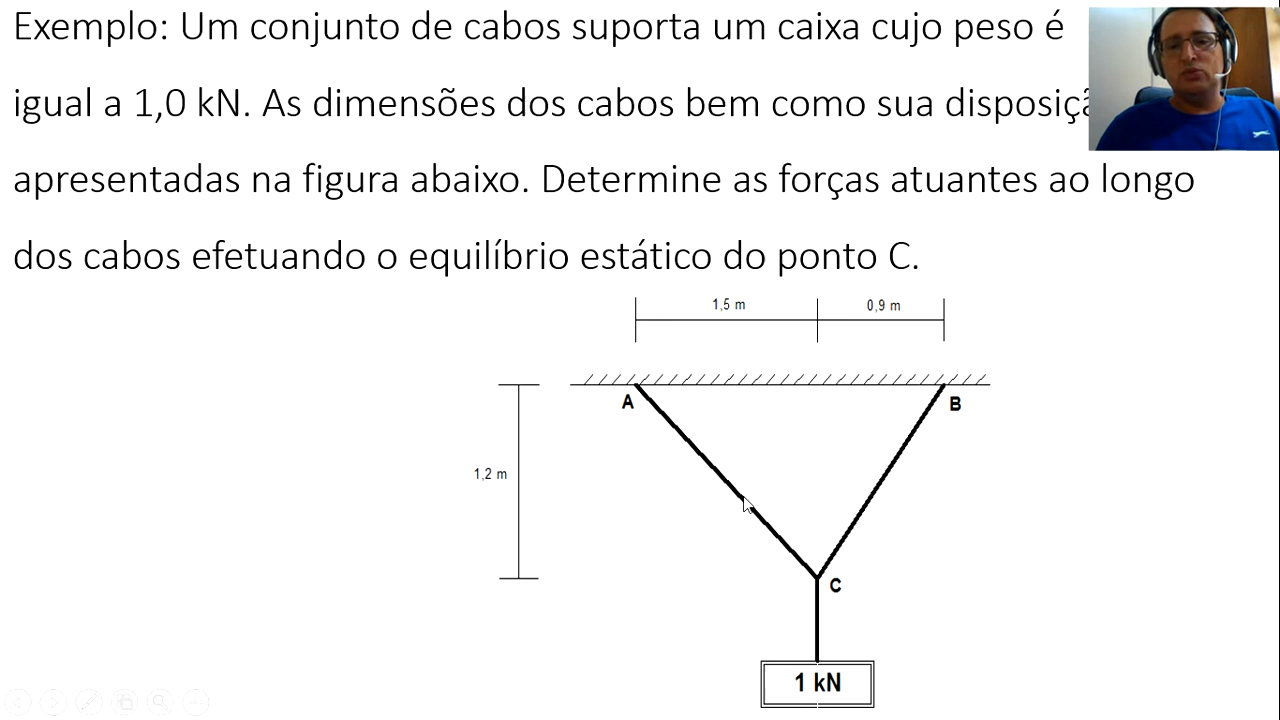 Exemplo: Um conjunto de cabos suporta um caixa cujo peso é
igual a 1,0 kN. As dimensões dos cabos bem como sua
apresentadas na figura abaixo. Determine as forças atuantes ao longo
dos cabos efetuando o equilíbrio estático do ponto C.
1,5 m 0,9 m
A B
1,2 m
C
1 kN